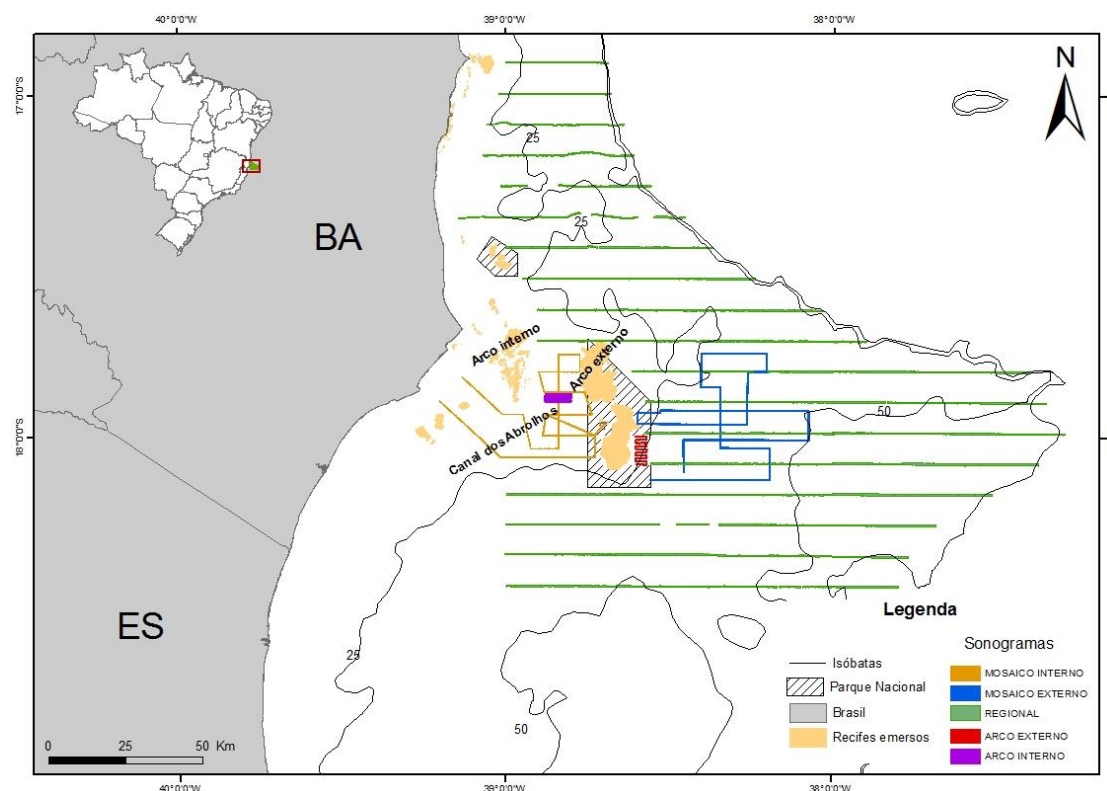 40°0'0"W
39°0'0"W
38°0'0"W
17°0'0"S
N
25
BA
25
Arco interno
Arco externo
50
18°0'0"S
Canal dos Abrolhos
ES
25
50
Legenda
Isóbatas
Parque Nacional
Brasil
Recifes emersos
Sonogramas
MOSAICO INTERNO
MOSAICO EXTERNO
REGIONAL
ARCO EXTERNO
ARCO INTERNO
0 25 50 Km
40°0'0"W
39°0'0"W
38°0'0"W